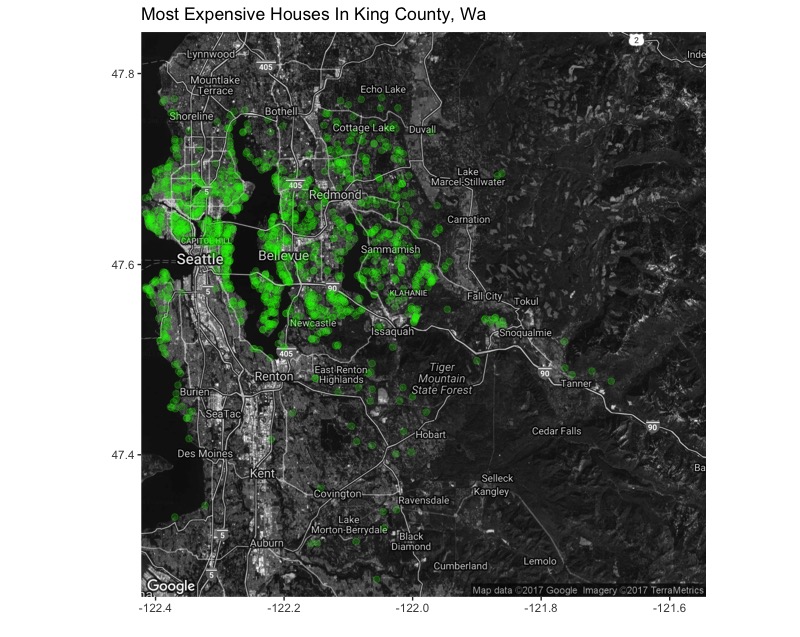 Most Expensive Houses In King County, Wa
47.8
47.6
47.4
-122.4
-122.2
-122.0
-121.8
-121.6
2
Lynnwood
Inde
405
Mountlake
Terrace
Echo Lake
Shoreline
Bothell
Cottage Lake
Duvall
Lake
Marcel-Stillwater
5
405
Redmond
Carnation
CAPITOL HILL
Seattle
Bellevue
Sammamish
5
90
KLAHANIE
Fall City
Tokul
Newcastle
Issaquah
Snoqualmie
405
Renton
East Renton
Highlands
Tiger
Mountain
State Forest
90
Tanner
Burien
SeaTac
90
Hobart
Cedar Falls
Des Moines
Ba
Kent
Selleck
Kangley
Covington
Ravensdale
Lake
Morton-Berrydale
5
Black
Diamond
Auburn
Lemolo
Cumberland
5
Google
Map data ©2017 Google Imagery ©2017 TerraMetrics